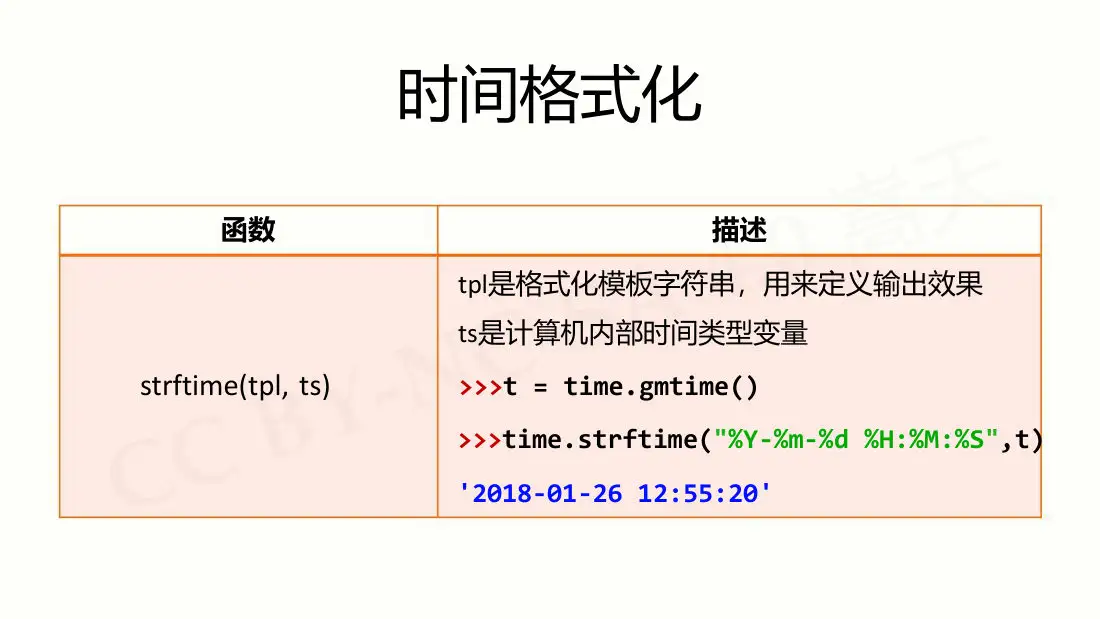 时间格式化
函数
描述
strftime(tpl, ts)
tpl是格式化模板字符串，用来定义输出效果
ts是计算机内部时间类型变量
>>>t = time.gmtime()
>>>time.strftime("%Y-%m-%d %H:%M:%S",t)
'2018-01-26 12:55:20'